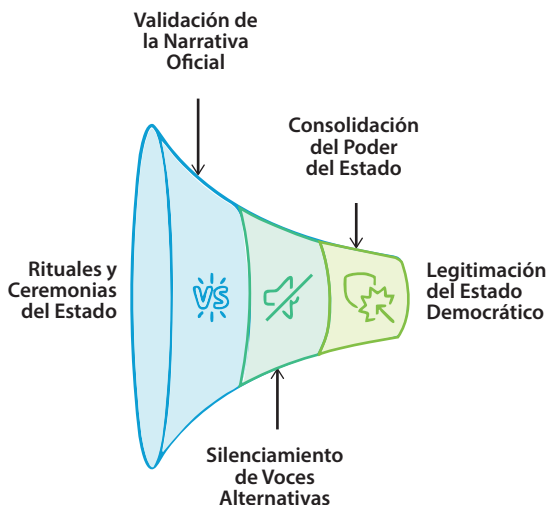 Validación de
la Narrativa
Oficial
Consolidación
del Poder
del Estado
Rituales y
Ceremonias
del Estado
VS
Legitimación
del Estado
Democrático
Silenciamiento
de Voces
Alternativas